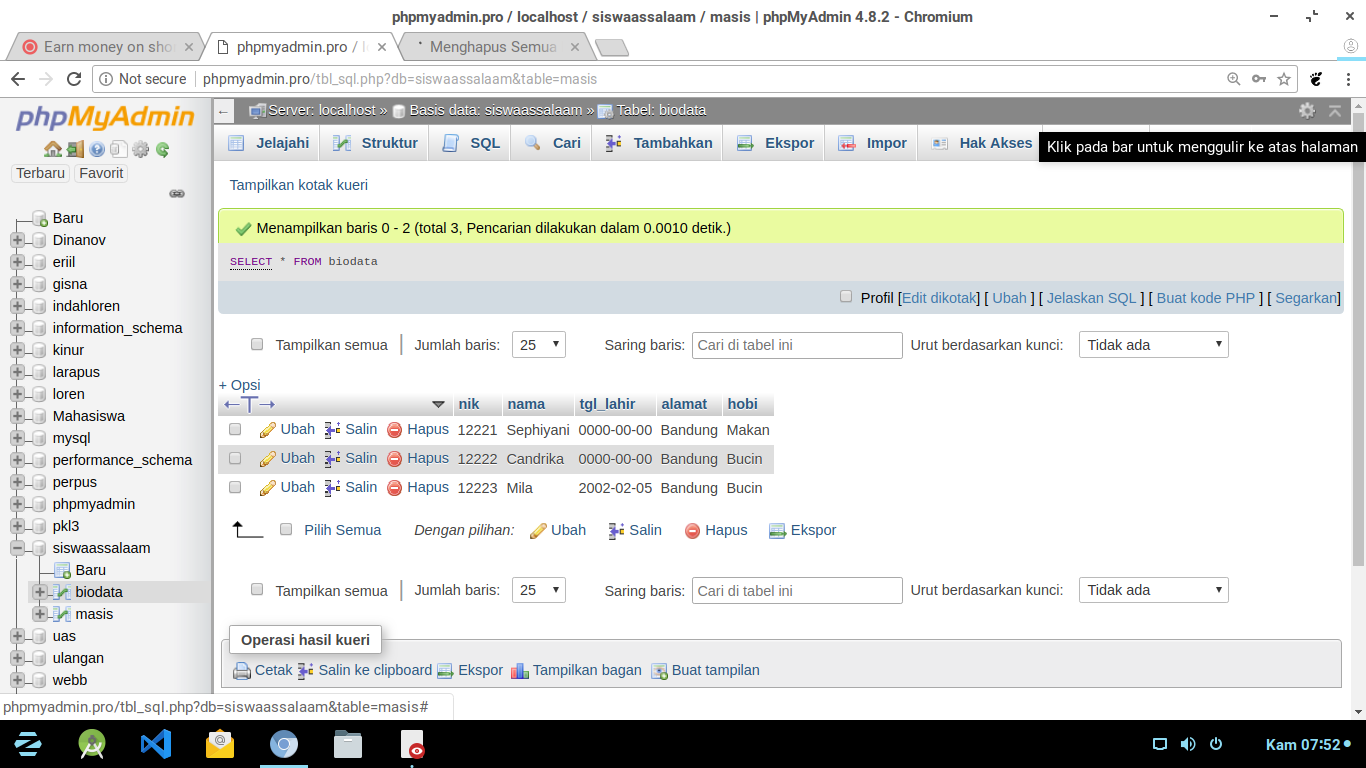 phpmyadmin.pro / localhost / siswaassalaam / masis | phpMyAdmin 4.8.2 - Chromium
Earn money on sho
phpmyadmin.pro / l
Menghapus Semua
Not secure
phpmyadmin.pro/tbl_sql.php?db=siswaassalaam&table=masis
phpMyAdmin
Terbaru Favorit
Baru
Dinanov
eriil
gisna
indahloren
information_schema
kinur
larapus
loren
Mahasiswa
mysql
performance_schema
perpus
phpmyadmin
pkl3
siswaassalaam
Baru
biodata
masis
uas
ulangan
webb
Server: localhost » Basis data: siswaassalaam » Tabel: biodata
Jelajahi Struktur SQL Cari Tambahkan Ekspor Impor Hak Akses
Klik pada bar untuk menggulir ke atas halaman
Tampilkan kotak kueri
Menampilkan baris 0 - 2 (total 3, Pencarian dilakukan dalam 0.0010 detik.)
SELECT * FROM biodata
Profil [Edit dikotak] [ Ubah ] [ Jelaskan SQL ] [ Buat kode PHP ] [ Segarkan]
Tampilkan semua | Jumlah baris: 25 Saring baris: Cari di tabel ini Urut berdasarkan kunci: Tidak ada
+ Opsi
←T→ nik nama tgl_lahir alamat hobi
Ubah Salin Hapus 12221 Sephiyani 0000-00-00 Bandung Makan
Ubah Salin Hapus 12222 Candrika 0000-00-00 Bandung Bucin
Ubah Salin Hapus 12223 Mila 2002-02-05 Bandung Bucin
Pilih Semua Dengan pilihan: Ubah Salin Hapus Ekspor
Tampilkan semua | Jumlah baris: 25 Saring baris: Cari di tabel ini Urut berdasarkan kunci: Tidak ada
Operasi hasil kueri
Cetak Salin ke clipboard Ekspor Tampilkan bagan Buat tampilan
phpmyadmin.pro/tbl_sql.php?db=siswaassalaam&table=masis#
Kam 07:52